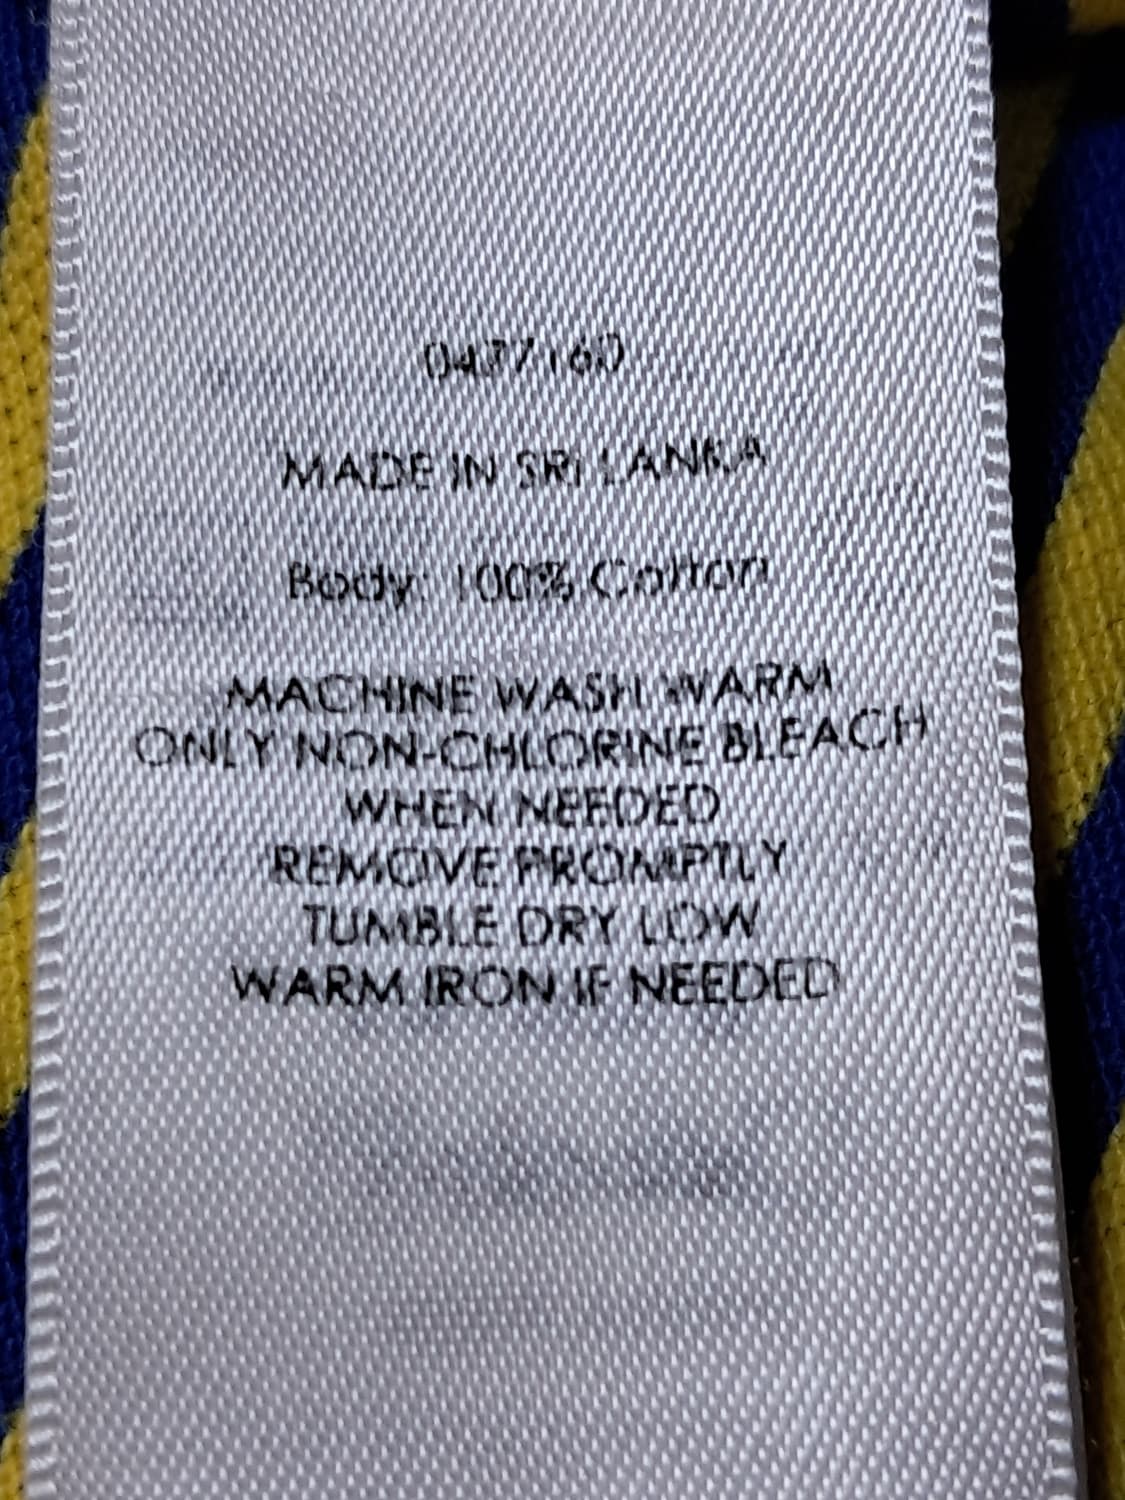 MADE IN SRI LANKA
Body: 100% Cotton
MACHINE WASH WARM
ONLY NON-CHLORINE BLEACH
WHEN NEEDED
REMOVE PROMPTLY
TUMBLE DRY LOW
WARM IRON IF NEEDED